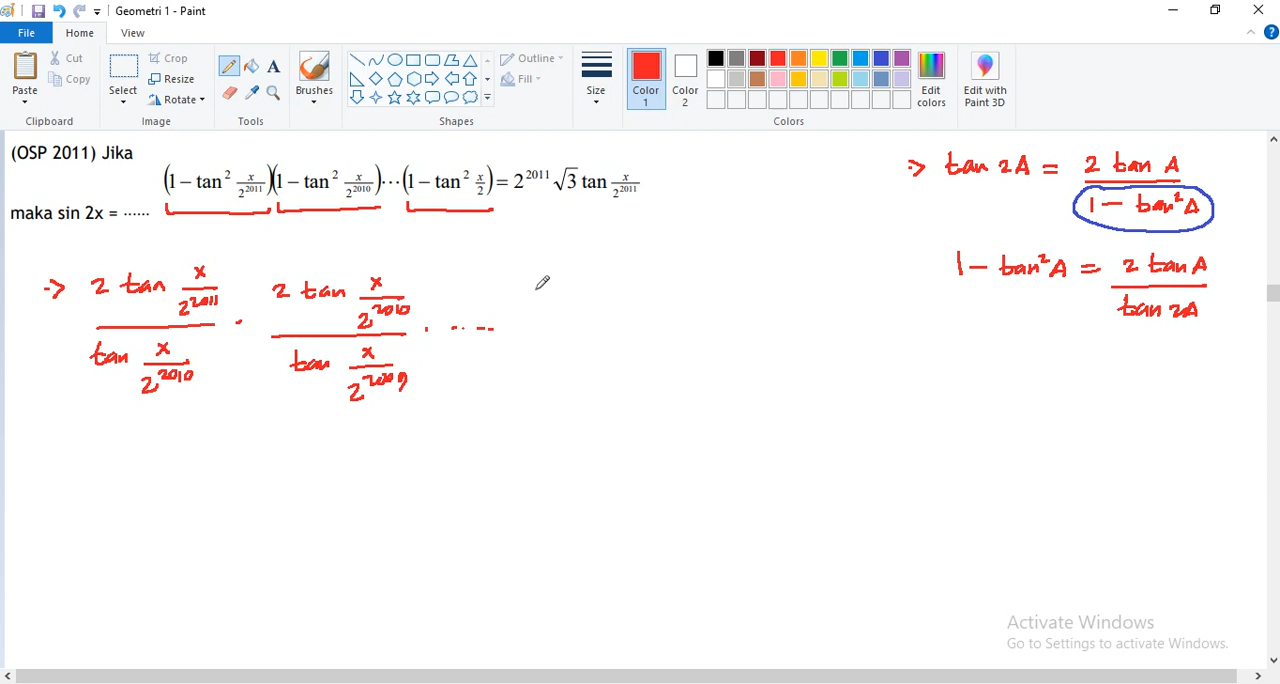 Geometri 1 - Paint
File Home View
Paste Cut Copy Clipboard
Select Crop Resize Rotate Image
Tools
Brushes
Outline Fill Shapes
Size
Color 1 Color 2 Edit colors Edit with Paint 3D Colors
(OSP 2011) Jika
(1 − tan² x/2²⁰¹¹)(1 − tan² x/2²⁰¹⁰)⋯(1 − tan² x/2) = 2²⁰¹¹ √3 tan x/2²⁰¹¹
maka sin 2x = ......
-> tan 2A = 2 tan A / 1 − tan²A
1 − tan²A = 2 tan A / tan 2A
-> 2 tan x/2²⁰¹¹ / tan x/2²⁰¹⁰ . 2 tan x/2²⁰¹⁰ / tan x/2²⁰⁰⁹ . .....
Activate Windows
Go to Settings to activate Windows.